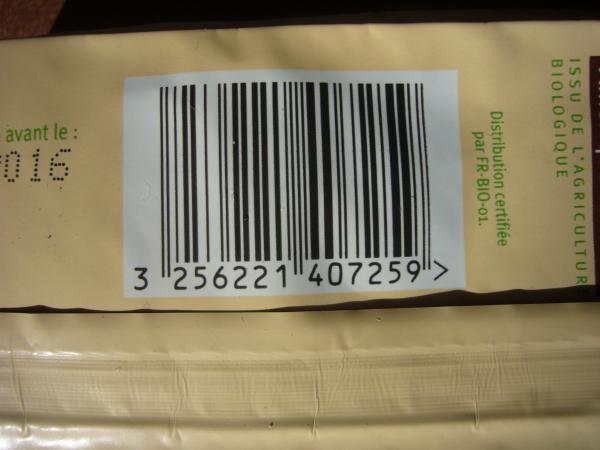 avant le :
016
3 256221 407259 >
Distribution certifiée
par FR-BIO-01.
ISSU DE L'AGRICULTUR
BIOLOGIQUE